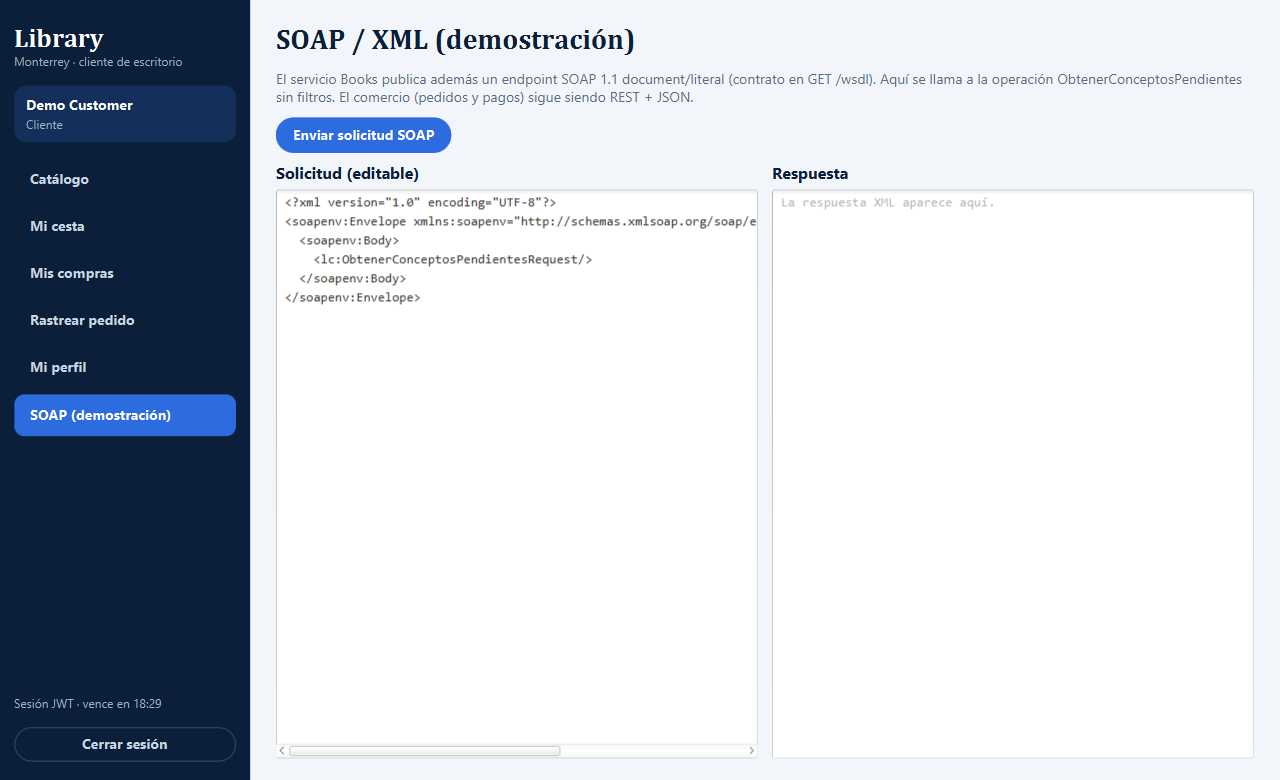 Library
Monterrey · cliente de escritorio
Demo Customer
Cliente
Catálogo
Mi cesta
Mis compras
Rastrear pedido
Mi perfil
SOAP (demostración)
Sesión JWT · vence en 18:29
Cerrar sesión
SOAP / XML (demostración)
El servicio Books publica además un endpoint SOAP 1.1 document/literal (contrato en GET /wsdl). Aquí se llama a la operación ObtenerConceptosPendientes
sin filtros. El comercio (pedidos y pagos) sigue siendo REST + JSON.
Enviar solicitud SOAP
Solicitud (editable)
<?xml version="1.0" encoding="UTF-8"?>
<soapenv:Envelope xmlns:soapenv="http://schemas.xmlsoap.org/soap/e
<soapenv:Body>
<lc:ObtenerConceptosPendientesRequest/>
</soapenv:Body>
</soapenv:Envelope>
Respuesta
La respuesta XML aparece aquí.